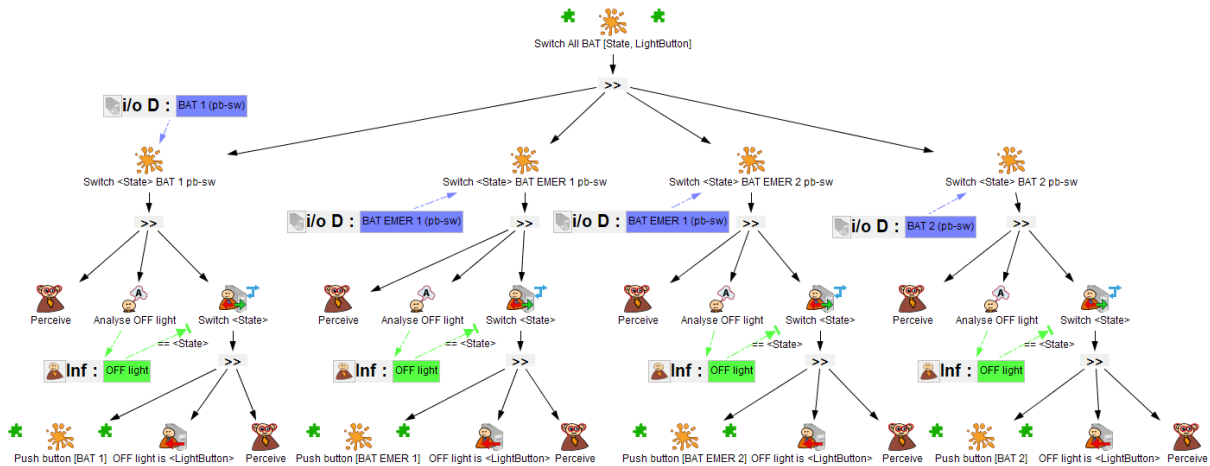 Switch All BAT [State, LightButton]
>>
i/o D : BAT 1 (pb-sw)
Switch <State> BAT 1 pb-sw
Switch <State> BAT EMER 1 pb-sw
Switch <State> BAT EMER 2 pb-sw
Switch <State> BAT 2 pb-sw
i/o D : BAT EMER 1 (pb-sw)
i/o D : BAT EMER 1 (pb-sw)
i/o D : BAT 2 (pb-sw)
>>
>>
>>
>>
A
A
A
A
Perceive
Analyse OFF light
Switch <State>
Perceive
Analyse OFF light
Switch <State>
Perceive
Analyse OFF light
Switch <State>
Perceive
Analyse OFF light
Switch <State>
== <State>
== <State>
== <State>
== <State>
Inf : OFF light
>>
Inf : OFF light
>>
Inf : OFF light
>>
Inf : OFF light
>>
Push button [BAT 1]
OFF light is <LightButton>
Perceive
Push button [BAT EMER 1]
OFF light is <LightButton>
Perceive
Push button [BAT EMER 2]
OFF light is <LightButton>
Perceive
Push button [BAT 2]
OFF light is <LightButton>
Perceive